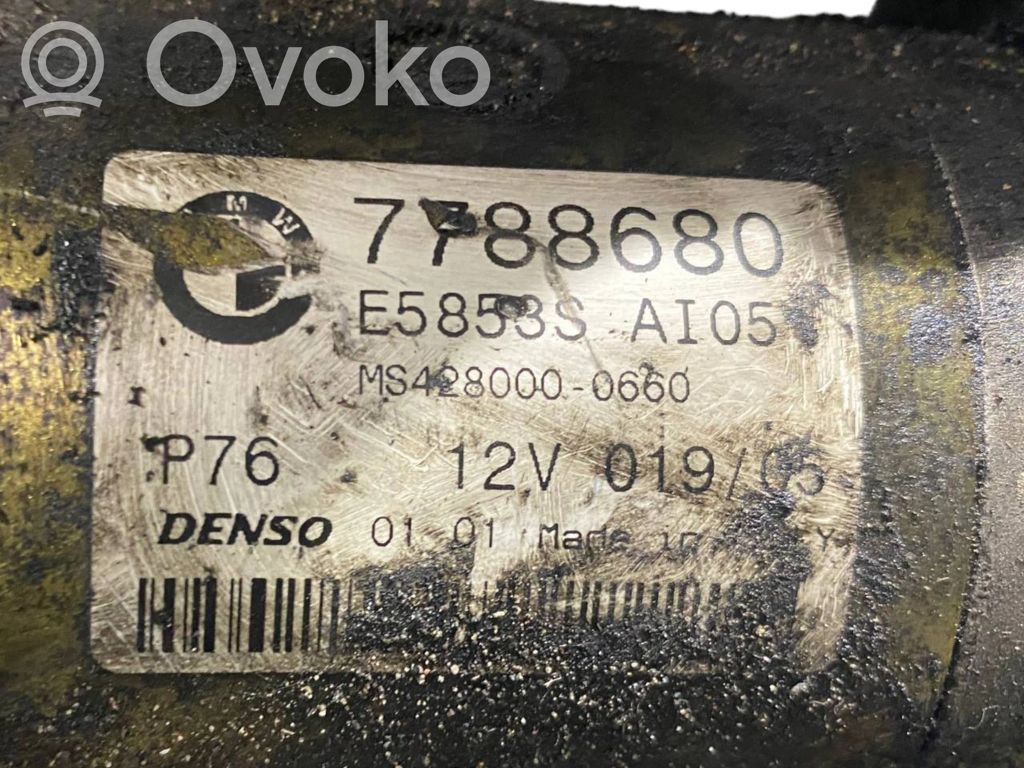 Ovoko
7788680
E5853S AI05
MS428000-0660
P76 12V 019/05
DENSO 01 01 Made in